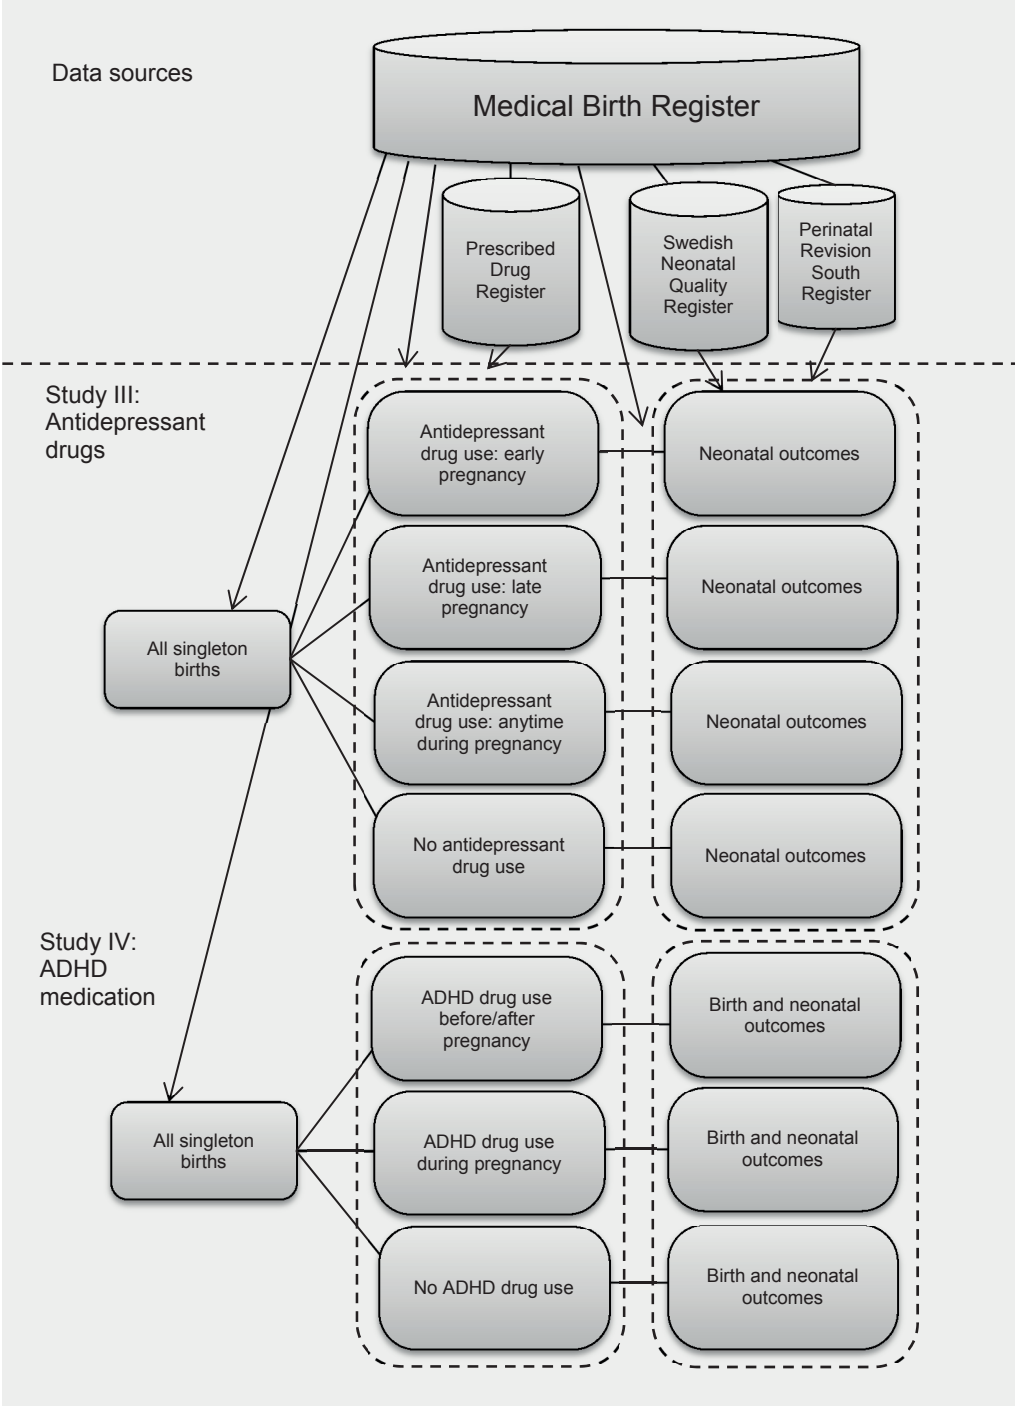 Data sources
Medical Birth Register
Prescribed
Drug
Register
Swedish
Neonatal
Quality
Register
Perinatal
Revision
South
Register
Study III:
Antidepressant
drugs
Antidepressant
drug use: early
pregnancy
Neonatal outcomes
Antidepressant
drug use: late
pregnancy
Neonatal outcomes
All singleton
births
Antidepressant
drug use: anytime
during pregnancy
Neonatal outcomes
No antidepressant
drug use
Neonatal outcomes
Study IV:
ADHD
medication
ADHD drug use
before/after
pregnancy
Birth and neonatal
outcomes
All singleton
births
ADHD drug use
during pregnancy
Birth and neonatal
outcomes
No ADHD drug use
Birth and neonatal
outcomes